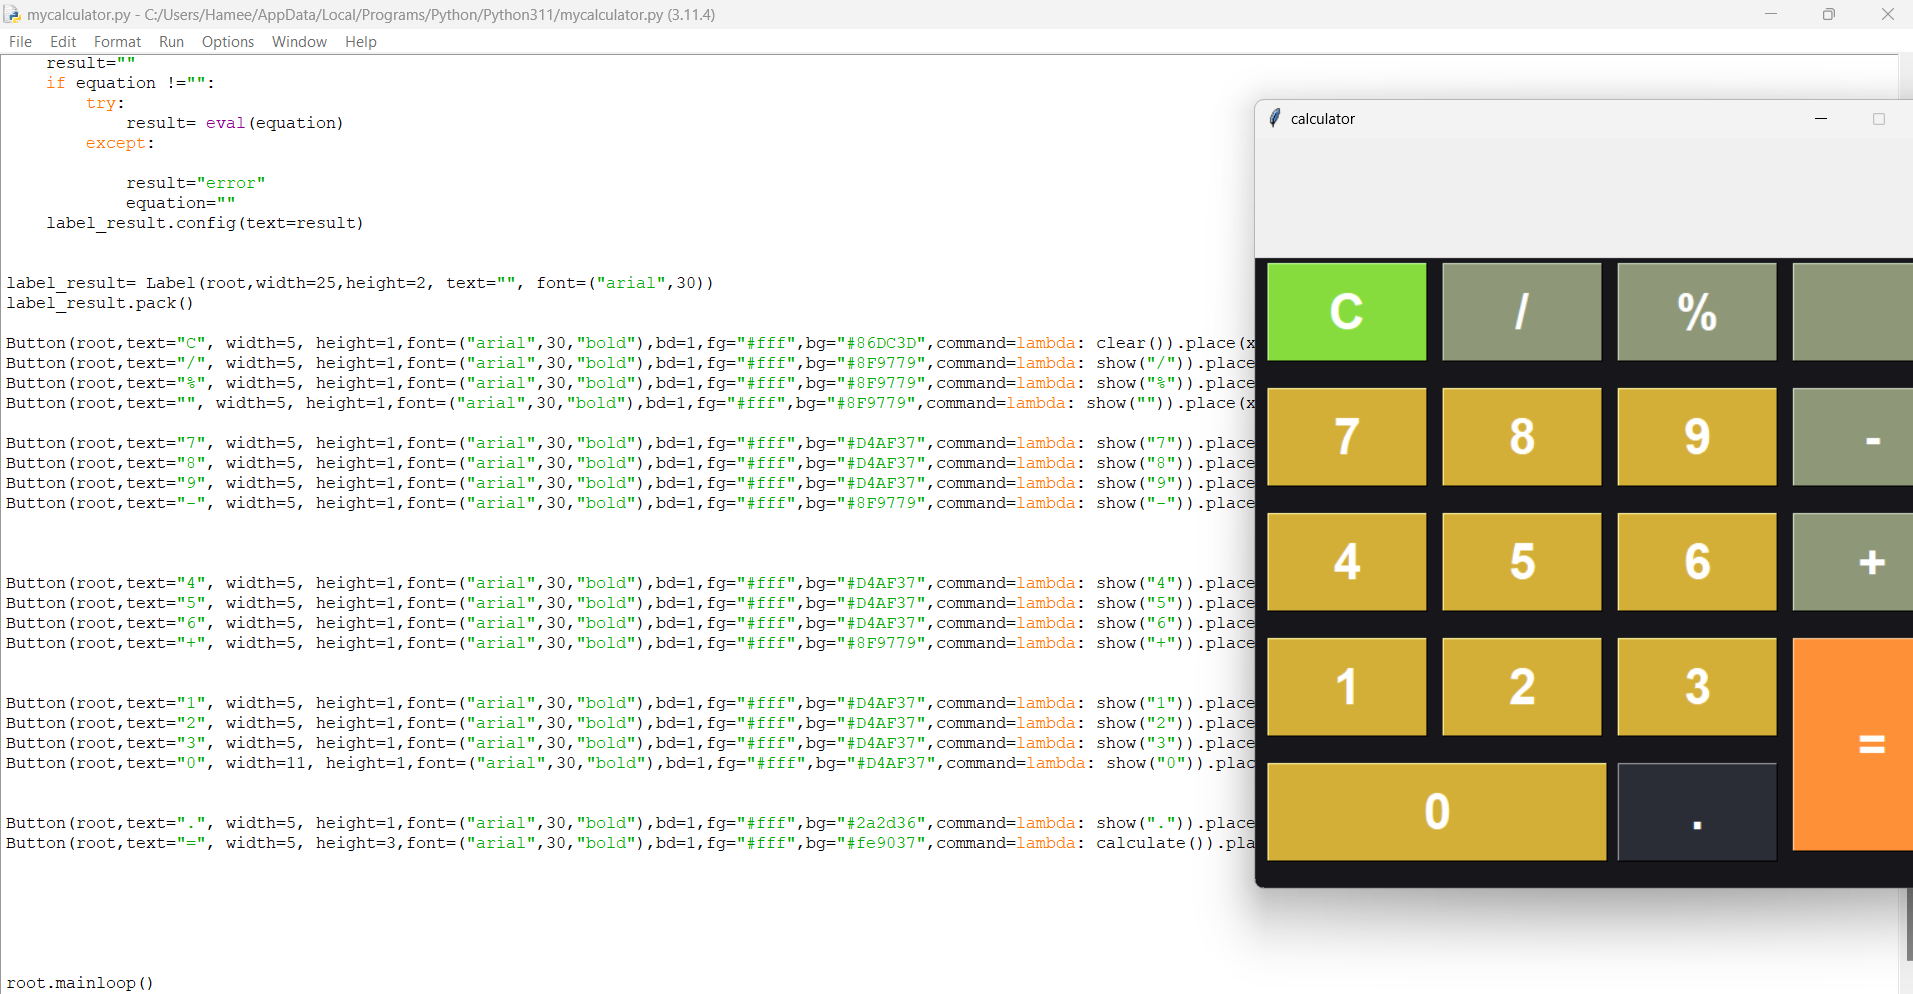 mycalculator.py - C:/Users/Hamee/AppData/Local/Programs/Python/Python311/mycalculator.py (3.11.4)
File Edit Format Run Options Window Help
result=""
if equation !="":
try:
result= eval(equation)
except:
result="error"
equation=""
label_result.config(text=result)
label_result= Label(root,width=25,height=2, text="", font=("arial",30))
label_result.pack()
Button(root,text="C", width=5, height=1,font=("arial",30,"bold"),bd=1,fg="#fff",bg="#86DC3D",command=lambda: clear()).place(x
Button(root,text="/", width=5, height=1,font=("arial",30,"bold"),bd=1,fg="#fff",bg="#8F9779",command=lambda: show("/")).place
Button(root,text="%", width=5, height=1,font=("arial",30,"bold"),bd=1,fg="#fff",bg="#8F9779",command=lambda: show("%")).place
Button(root,text="", width=5, height=1,font=("arial",30,"bold"),bd=1,fg="#fff",bg="#8F9779",command=lambda: show("")).place(x
Button(root,text="7", width=5, height=1,font=("arial",30,"bold"),bd=1,fg="#fff",bg="#D4AF37",command=lambda: show("7")).place
Button(root,text="8", width=5, height=1,font=("arial",30,"bold"),bd=1,fg="#fff",bg="#D4AF37",command=lambda: show("8")).place
Button(root,text="9", width=5, height=1,font=("arial",30,"bold"),bd=1,fg="#fff",bg="#D4AF37",command=lambda: show("9")).place
Button(root,text="-", width=5, height=1,font=("arial",30,"bold"),bd=1,fg="#fff",bg="#8F9779",command=lambda: show("-")).place
Button(root,text="4", width=5, height=1,font=("arial",30,"bold"),bd=1,fg="#fff",bg="#D4AF37",command=lambda: show("4")).place
Button(root,text="5", width=5, height=1,font=("arial",30,"bold"),bd=1,fg="#fff",bg="#D4AF37",command=lambda: show("5")).place
Button(root,text="6", width=5, height=1,font=("arial",30,"bold"),bd=1,fg="#fff",bg="#D4AF37",command=lambda: show("6")).place
Button(root,text="+", width=5, height=1,font=("arial",30,"bold"),bd=1,fg="#fff",bg="#8F9779",command=lambda: show("+")).place
Button(root,text="1", width=5, height=1,font=("arial",30,"bold"),bd=1,fg="#fff",bg="#D4AF37",command=lambda: show("1")).place
Button(root,text="2", width=5, height=1,font=("arial",30,"bold"),bd=1,fg="#fff",bg="#D4AF37",command=lambda: show("2")).place
Button(root,text="3", width=5, height=1,font=("arial",30,"bold"),bd=1,fg="#fff",bg="#D4AF37",command=lambda: show("3")).place
Button(root,text="0", width=11, height=1,font=("arial",30,"bold"),bd=1,fg="#fff",bg="#D4AF37",command=lambda: show("0")).plac
Button(root,text=".", width=5, height=1,font=("arial",30,"bold"),bd=1,fg="#fff",bg="#2a2d36",command=lambda: show(".")).place
Button(root,text="=", width=5, height=3,font=("arial",30,"bold"),bd=1,fg="#fff",bg="#fe9037",command=lambda: calculate()).pla
root.mainloop()
calculator
C / %
7 8 9 -
4 5 6 +
1 2 3 =
0 .